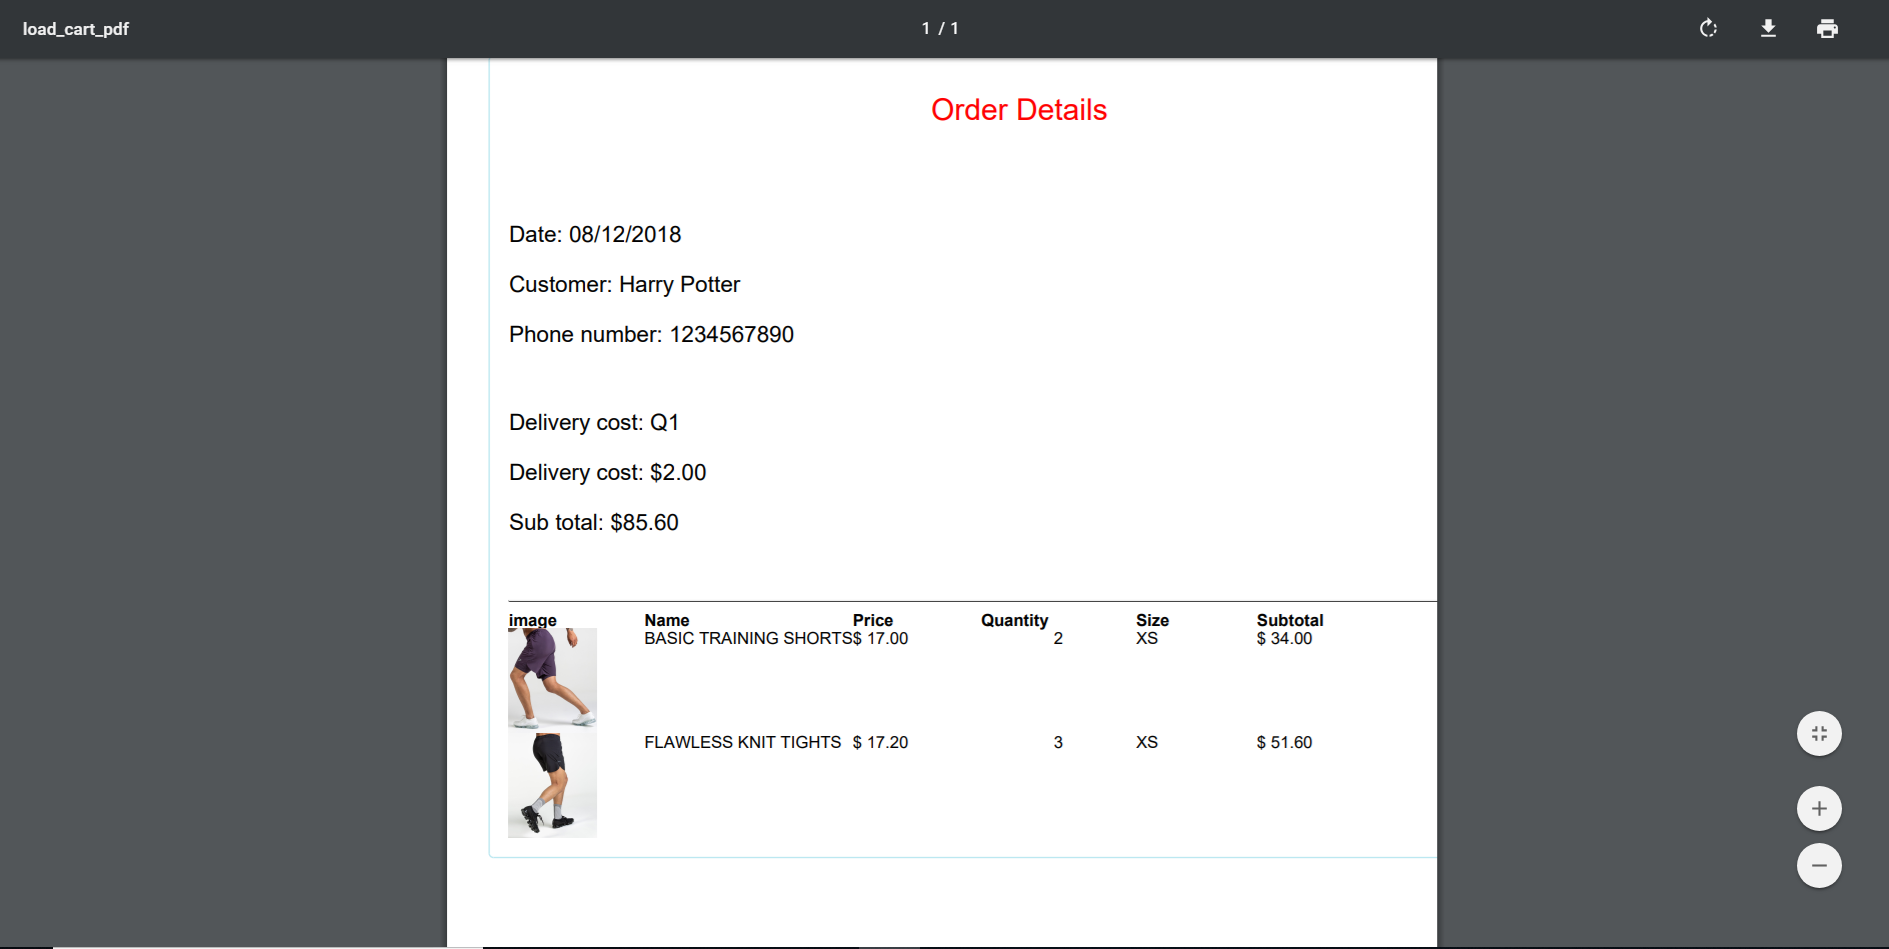 load_cart_pdf
1 / 1
Order Details
Date: 08/12/2018
Customer: Harry Potter
Phone number: 1234567890
Delivery cost: Q1
Delivery cost: $2.00
Sub total: $85.60
image Name Price Quantity Size Subtotal
BASIC TRAINING SHORTS$ 17.00 2 XS $ 34.00
FLAWLESS KNIT TIGHTS $ 17.20 3 XS $ 51.60